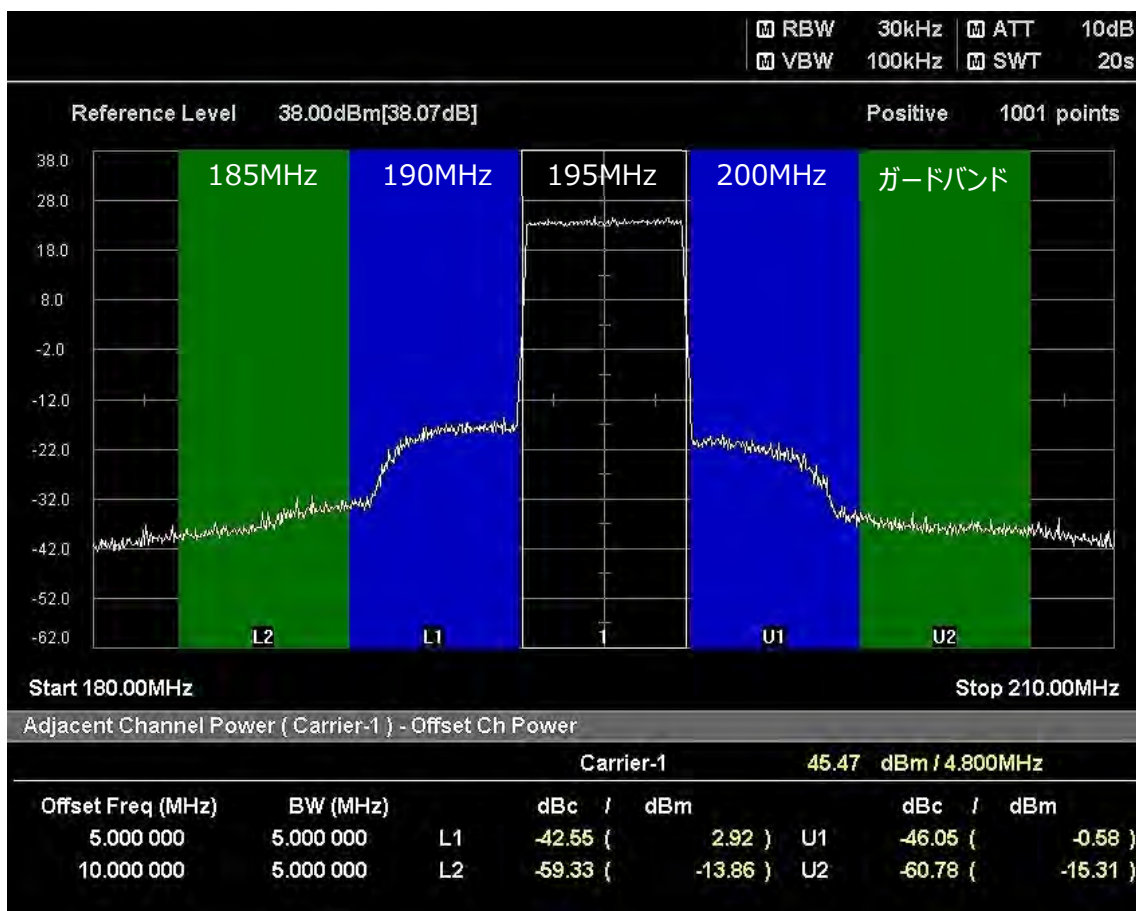 M RBW 30kHz M ATT 10dB
M VBW 100kHz M SWT 20s
Reference Level 38.00dBm[38.07dB] Positive 1001 points
38.0
185MHz 190MHz 195MHz 200MHz ガードバンド
28.0
18.0
8.0
-2.0
-12.0
-22.0
-32.0
-42.0
-52.0
-62.0 L2 L1 1 U1 U2
Start 180.00MHz Stop 210.00MHz
Adjacent Channel Power ( Carrier-1 ) - Offset Ch Power
Carrier-1 45.47 dBm / 4.800MHz
Offset Freq (MHz) BW (MHz) dBc / dBm dBc / dBm
5.000 000 5.000 000 L1 -42.55 ( 2.92 ) U1 -46.05 ( -0.58 )
10.000 000 5.000 000 L2 -59.33 ( -13.86 ) U2 -60.78 ( -15.31 )